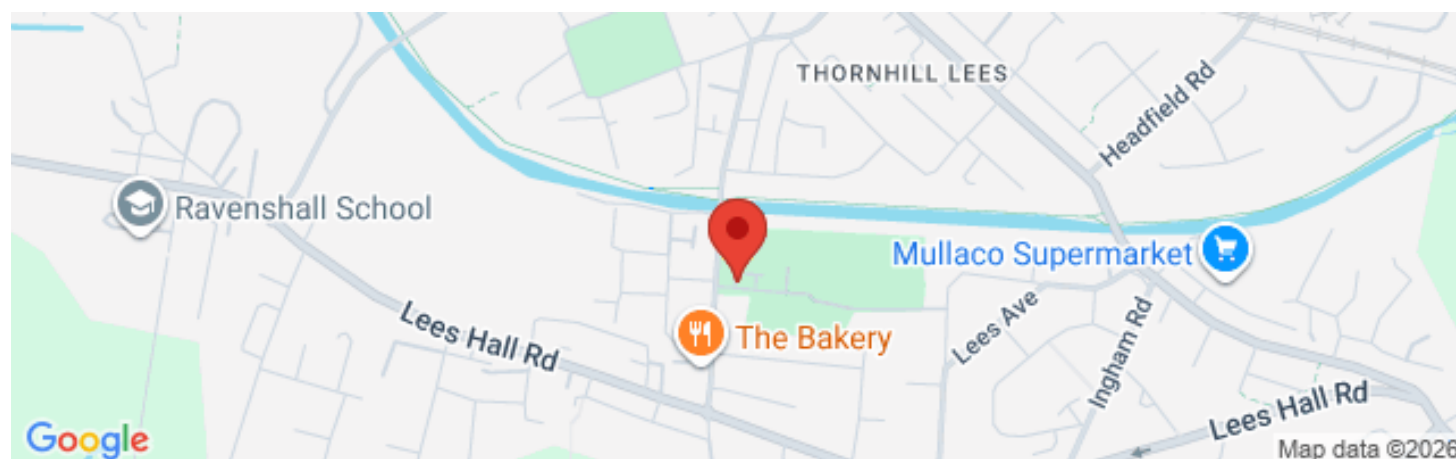 THORNHILL LEES
Headfield Rd
Ravenshall School
Mullaco Supermarket
Lees Hall Rd
The Bakery
Lees Ave
Ingham Rd
Lees Hall Rd
Google
Map data ©2026